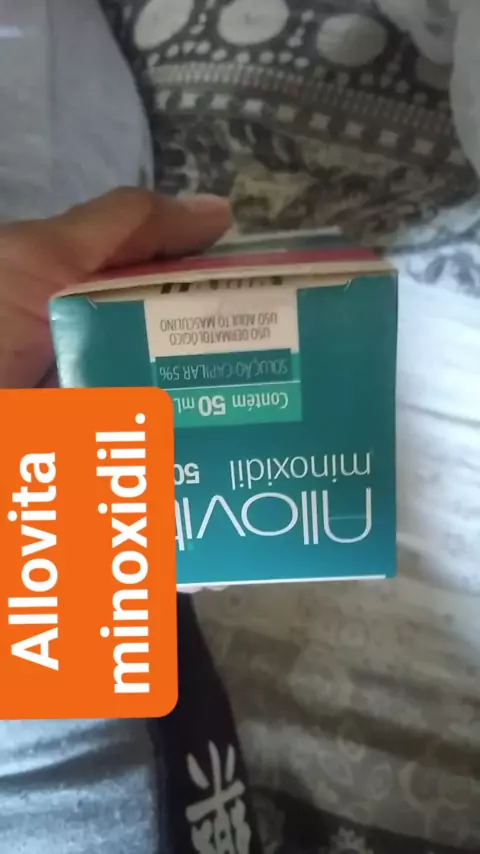 Allovita
minoxidil.
Allovit
minoxidil 50
Contém 50 mL
SOLUÇÃO CAPILAR 5%
USO DERMATOLÓGICO
USO ADULTO MASCULINO